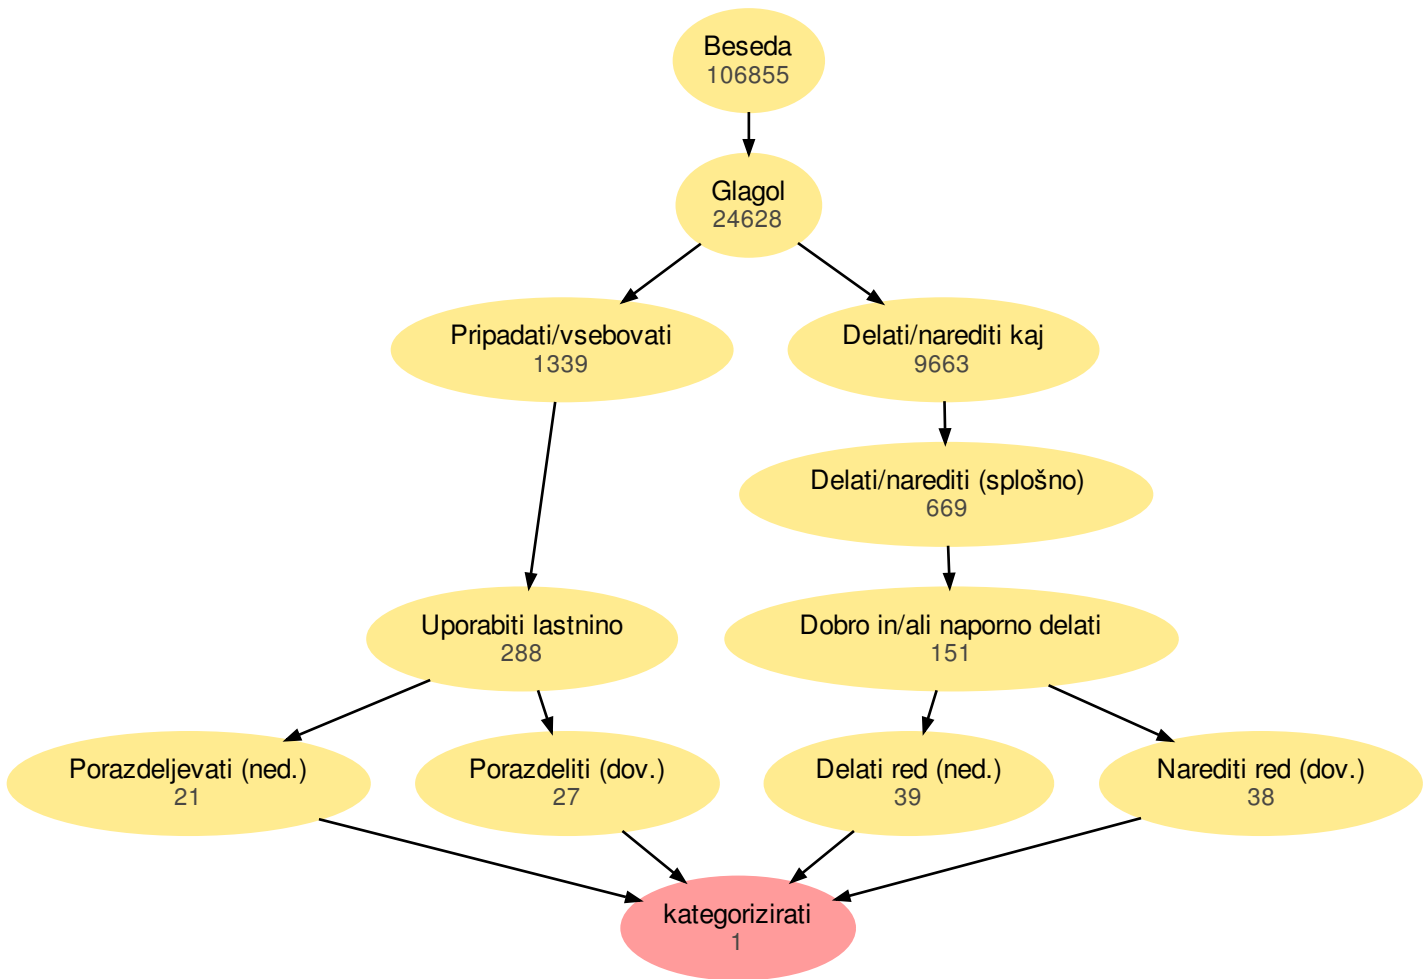 Beseda
106855
Glagol
24628
Pripadati/vsebovati
1339
Delati/narediti kaj
9663
Delati/narediti (splošno)
669
Uporabiti lastnino
288
Dobro in/ali naporno delati
151
Porazdeljevati (ned.)
21
Porazdeliti (dov.)
27
Delati red (ned.)
39
Narediti red (dov.)
38
kategorizirati
1